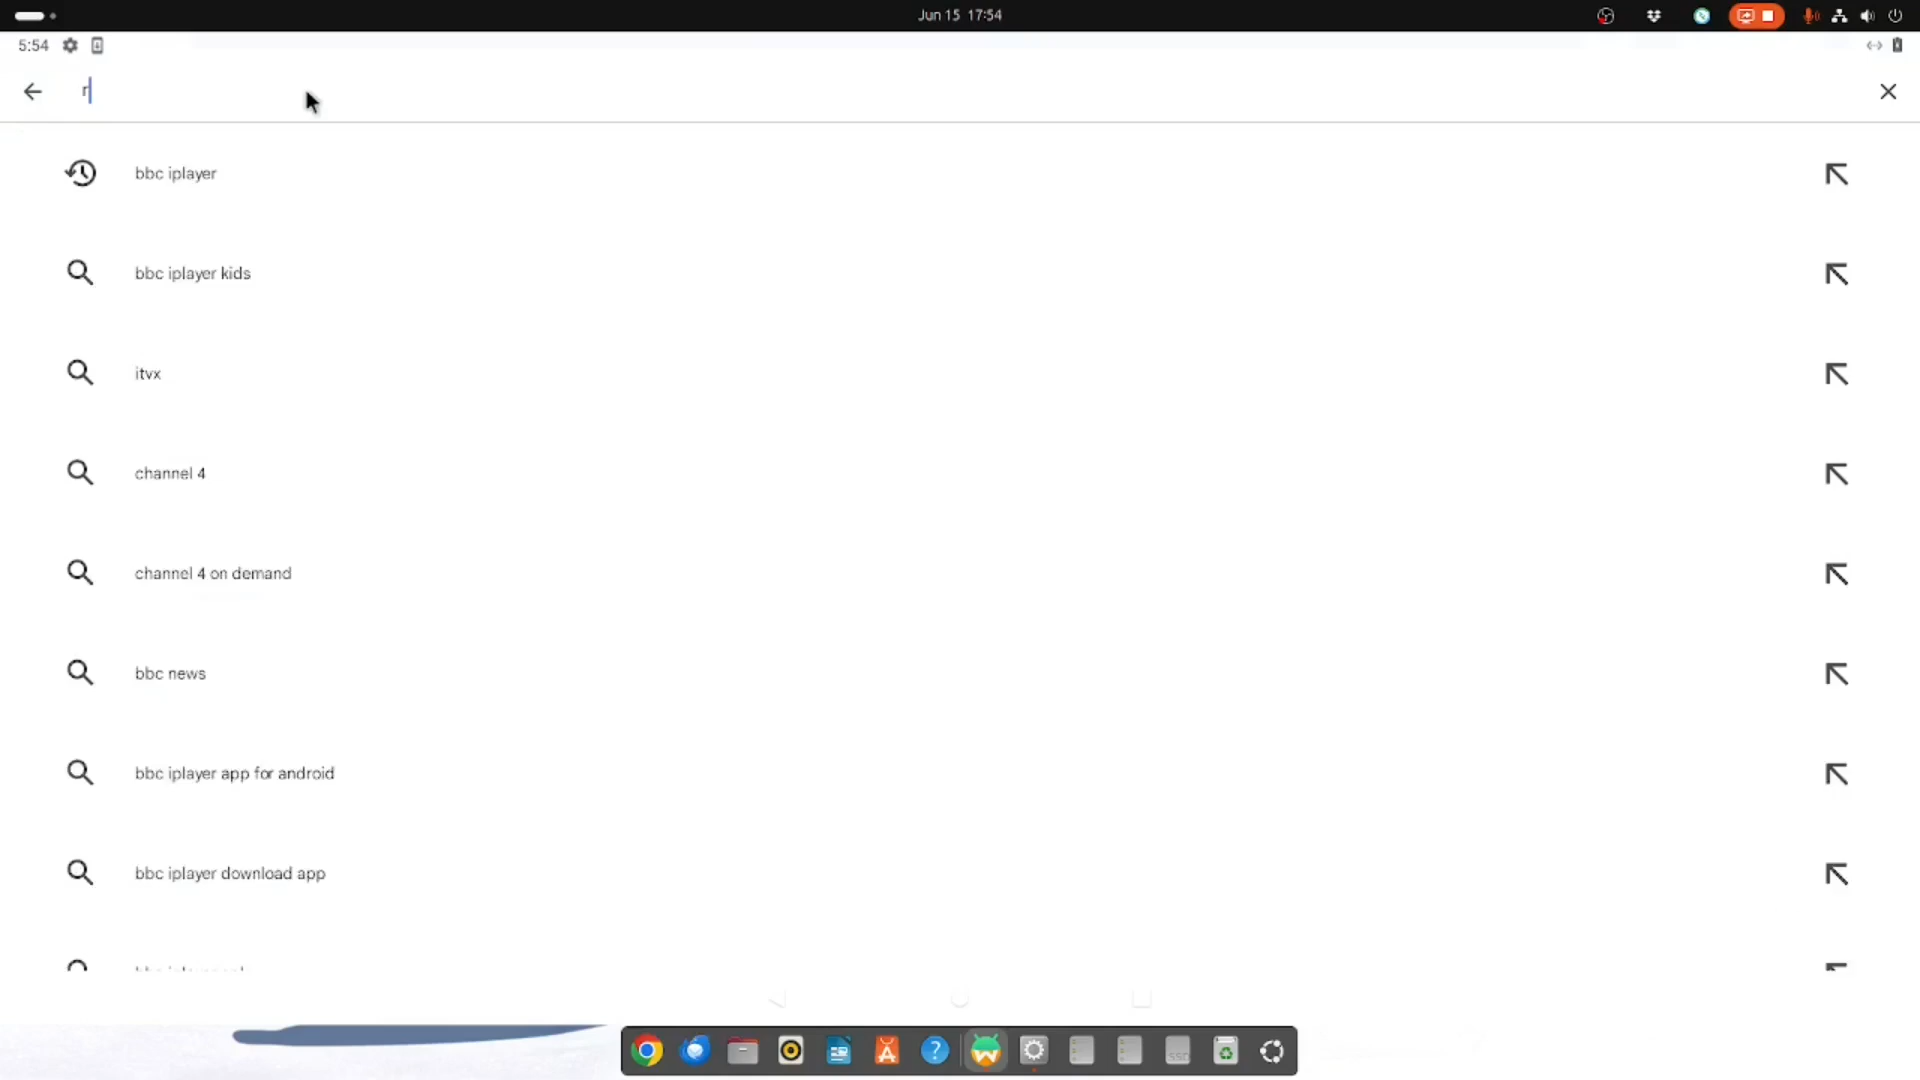 Jun 15 17:54
5:54
r
bbc iplayer
bbc iplayer kids
itvx
channel 4
channel 4 on demand
bbc news
bbc iplayer app for android
bbc iplayer download app
SSD